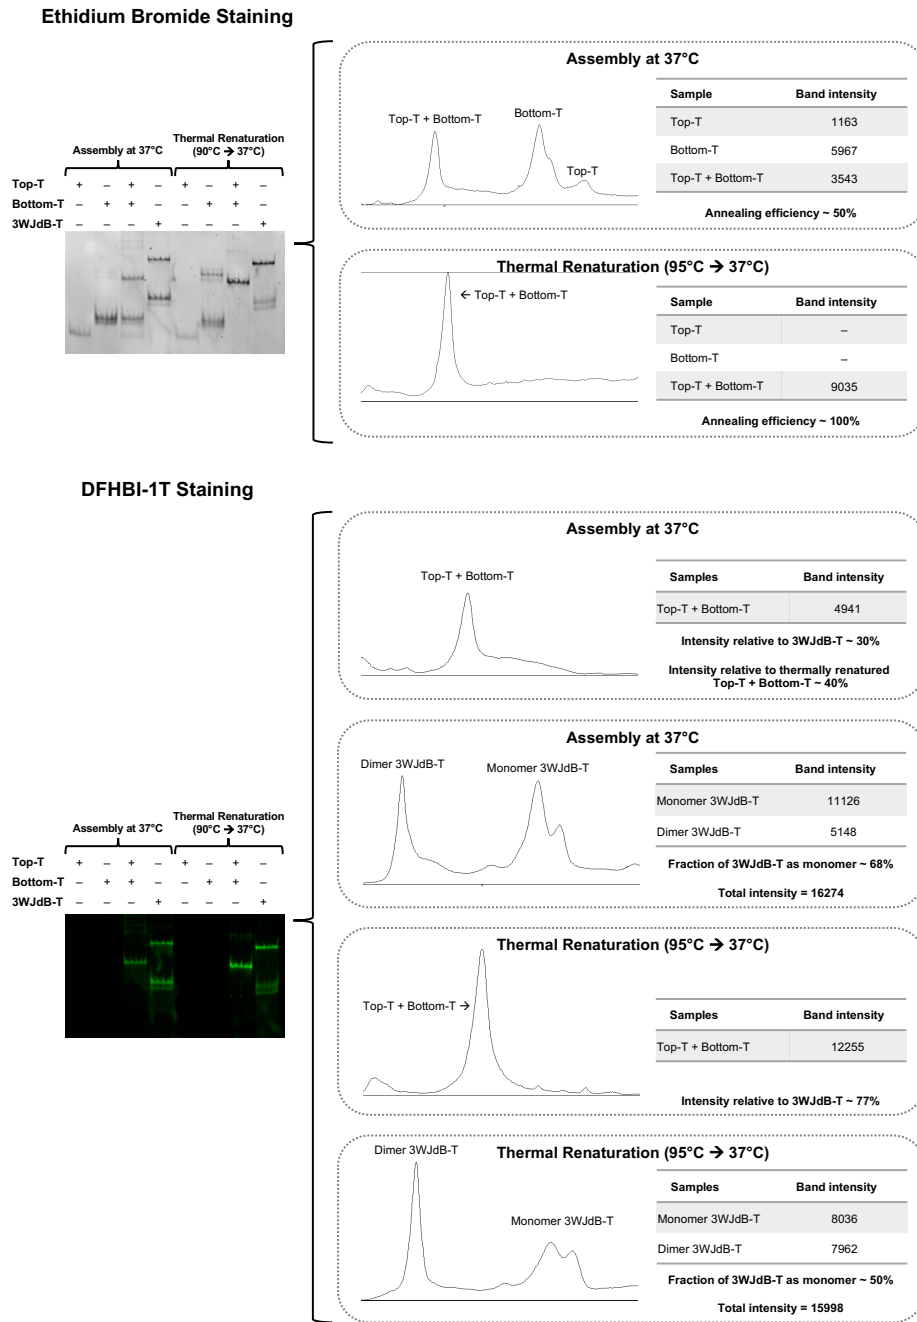 Ethidium Bromide Staining
Assembly at 37°C
Thermal Renaturation
(90°C → 37°C)
Top-T + – + – + – + –
Bottom-T – + + – – + + –
3WJdB-T – – – + – – – +
Assembly at 37°C
Top-T + Bottom-T
Bottom-T
Top-T
Sample Band intensity
Top-T 1163
Bottom-T 5967
Top-T + Bottom-T 3543
Annealing efficiency ~ 50%
Thermal Renaturation (95°C → 37°C)
← Top-T + Bottom-T
Sample Band intensity
Top-T –
Bottom-T –
Top-T + Bottom-T 9035
Annealing efficiency ~ 100%
DFHBI-1T Staining
Assembly at 37°C
Thermal Renaturation
(90°C → 37°C)
Top-T + – + – + – + –
Bottom-T – + + – – + + –
3WJdB-T – – – + – – – +
Assembly at 37°C
Top-T + Bottom-T
Samples Band intensity
Top-T + Bottom-T 4941
Intensity relative to 3WJdB-T ~ 30%
Intensity relative to thermally renatured
Top-T + Bottom-T ~ 40%
Assembly at 37°C
Dimer 3WJdB-T
Monomer 3WJdB-T
Samples Band intensity
Monomer 3WJdB-T 11126
Dimer 3WJdB-T 5148
Fraction of 3WJdB-T as monomer ~ 68%
Total intensity = 16274
Thermal Renaturation (95°C → 37°C)
Top-T + Bottom-T →
Samples Band intensity
Top-T + Bottom-T 12255
Intensity relative to 3WJdB-T ~ 77%
Thermal Renaturation (95°C → 37°C)
Dimer 3WJdB-T
Monomer 3WJdB-T
Samples Band intensity
Monomer 3WJdB-T 8036
Dimer 3WJdB-T 7962
Fraction of 3WJdB-T as monomer ~ 50%
Total intensity = 15998